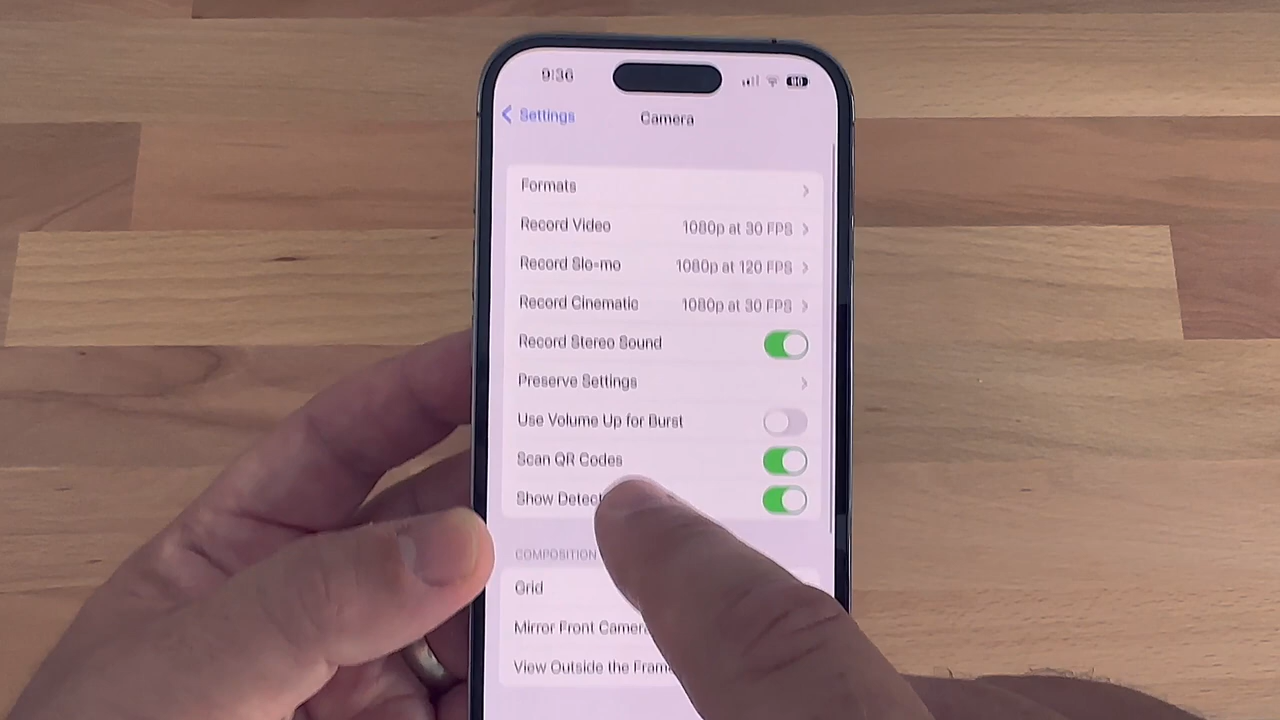 9:36
Settings
Camera
Formats
Record Video 1080p at 30 FPS
Record Slo-mo 1080p at 120 FPS
Record Cinematic 1080p at 30 FPS
Record Stereo Sound
Preserve Settings
Use Volume Up for Burst
Scan QR Codes
Show Detec
COMPOSITION
Grid
Mirror Front Camera
View Outside the Frame